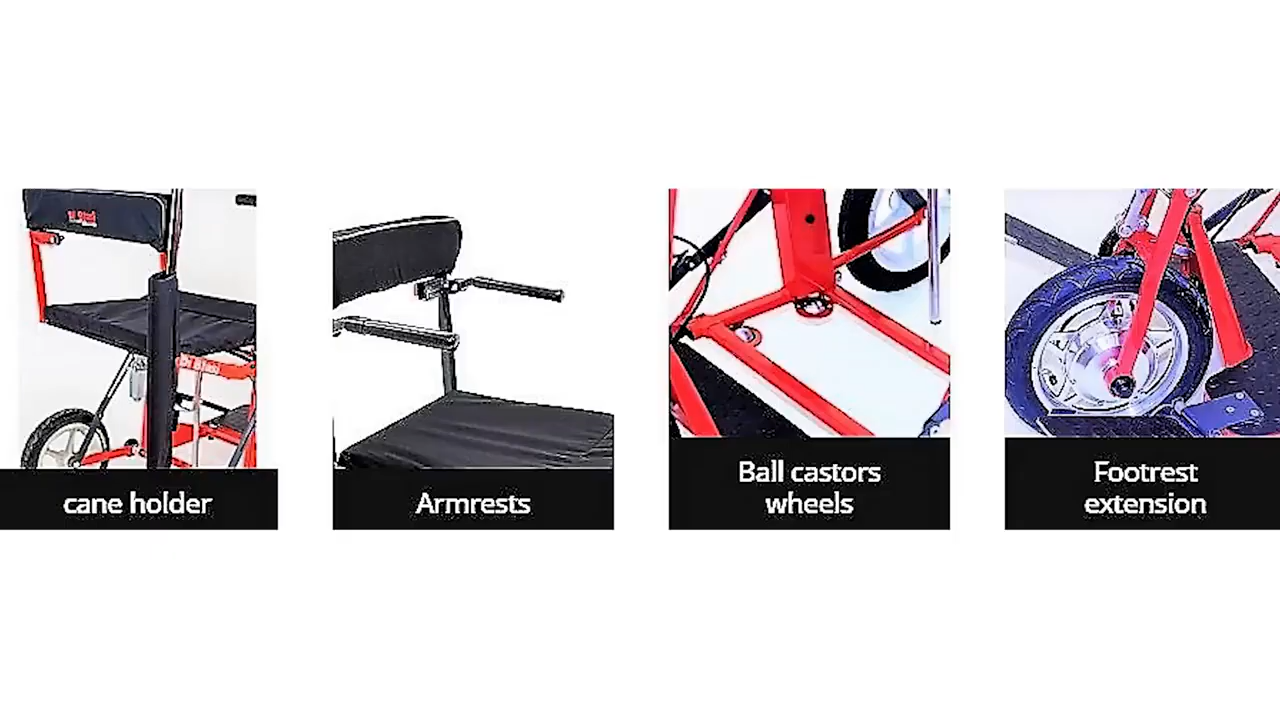 cane holder
Armrests
Ball castors
wheels
Footrest
extension